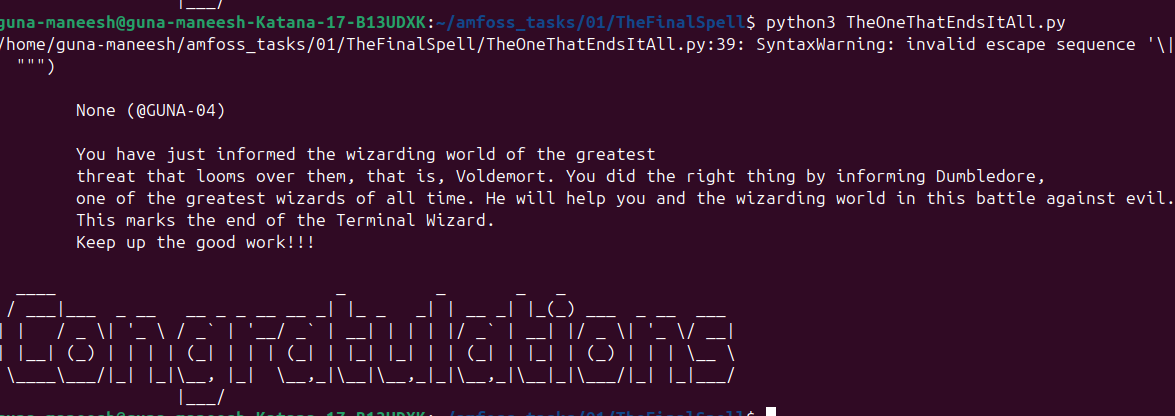 |___/
guna-maneesh@guna-maneesh-Katana-17-B13UDXK:~/amfoss_tasks/01/TheFinalSpell$ python3 TheOneThatEndsItAll.py
/home/guna-maneesh/amfoss_tasks/01/TheFinalSpell/TheOneThatEndsItAll.py:39: SyntaxWarning: invalid escape sequence '\|
""")
None (@GUNA-04)
You have just informed the wizarding world of the greatest
threat that looms over them, that is, Voldemort. You did the right thing by informing Dumbledore,
one of the greatest wizards of all time. He will help you and the wizarding world in this battle against evil.
This marks the end of the Terminal Wizard.
Keep up the good work!!!
Congratulations
guna-maneesh@guna-maneesh-Katana-17-B13UDXK:~/amfoss_tasks/01/TheFinalSpell$